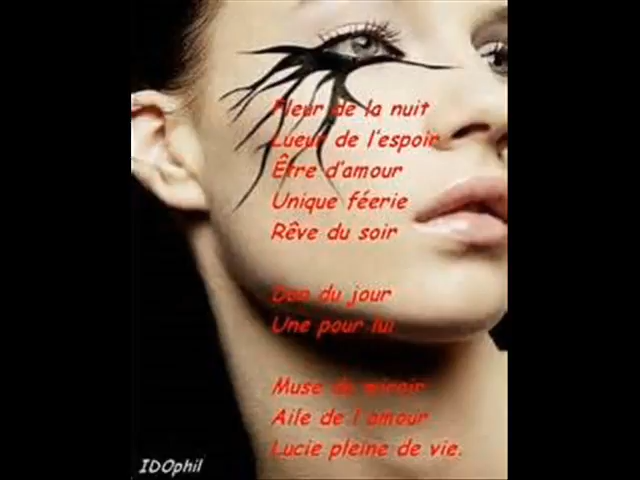 Fleur de la nuit
Lueur de l'espoir
Être d'amour
Unique féerie
Rêve du soir
Don du jour
Une pour lui
Muse du miroir
Aile de l'amour
Lucie pleine de vie.
IDOphil